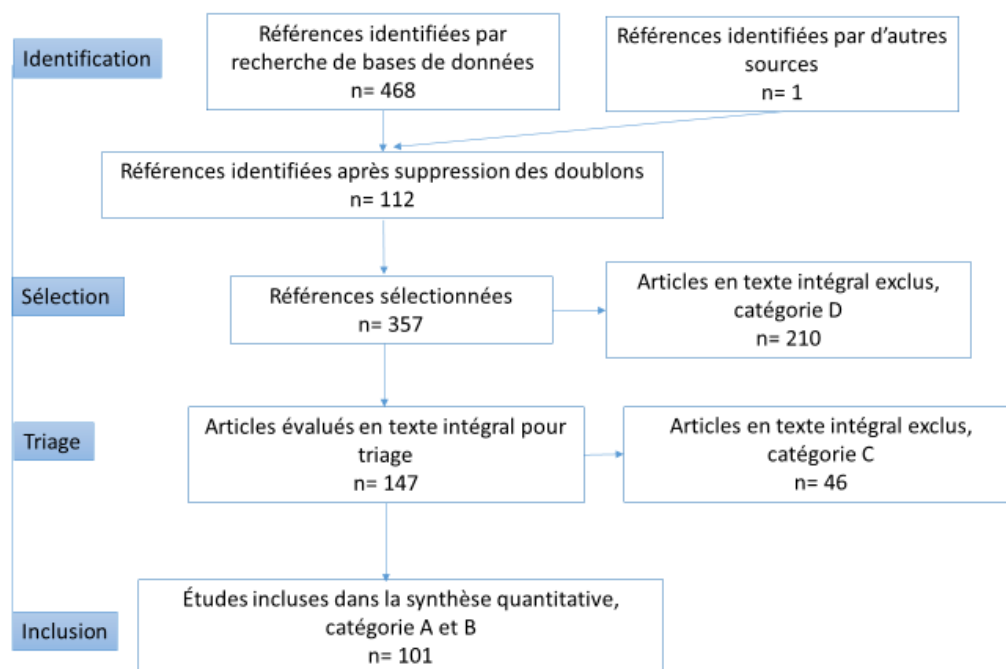 Identification
Références identifiées par
recherche de bases de données
n= 468
Références identifiées par d’autres
sources
n= 1
Références identifiées après suppression des doublons
n= 112
Sélection
Références sélectionnées
n= 357
Articles en texte intégral exclus,
catégorie D
n= 210
Triage
Articles évalués en texte intégral pour
triage
n= 147
Articles en texte intégral exclus,
catégorie C
n= 46
Inclusion
Études incluses dans la synthèse quantitative,
catégorie A et B
n= 101